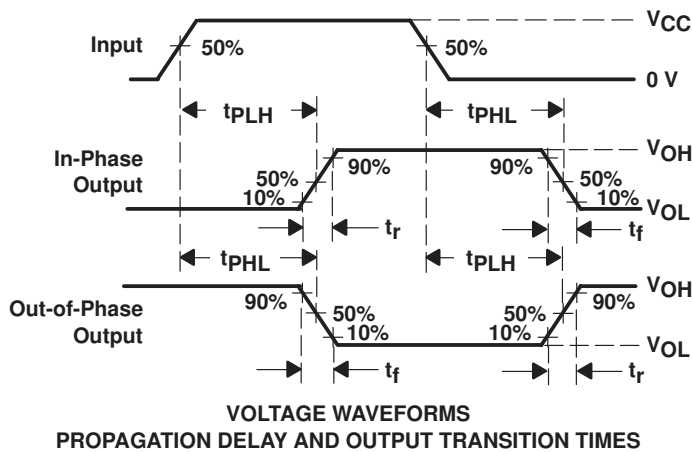 Input
50%
50%
VCC
0 V
tPLH
tPHL
In-Phase
Output
90%
90%
VOH
50%
50%
10%
10%
VOL
tr
tf
tPHL
tPLH
Out-of-Phase
Output
90%
90%
VOH
50%
50%
10%
10%
VOL
tf
tr
VOLTAGE WAVEFORMS
PROPAGATION DELAY AND OUTPUT TRANSITION TIMES